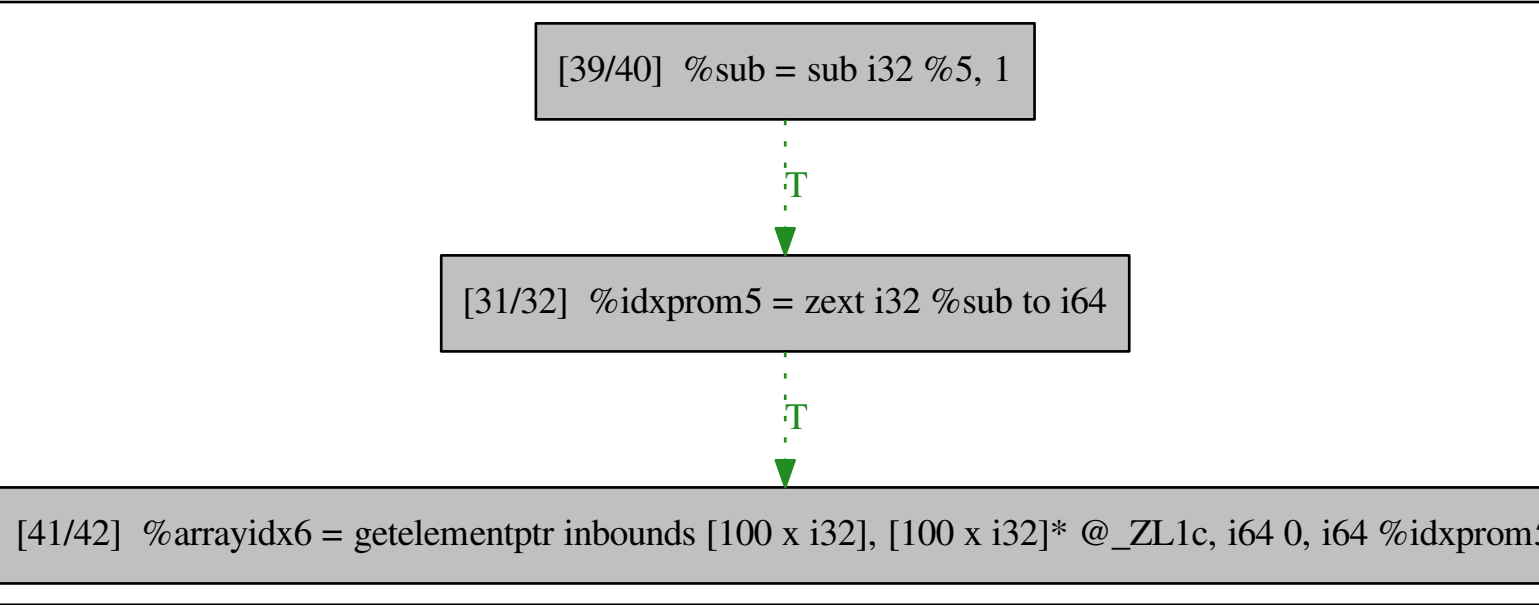 [39/40]  %sub = sub i32 %5, 1
T
[31/32]  %idxprom5 = zext i32 %sub to i64
T
[41/42]  %arrayidx6 = getelementptr inbounds [100 x i32], [100 x i32]* @_ZL1c, i64 0, i64 %idxprom5